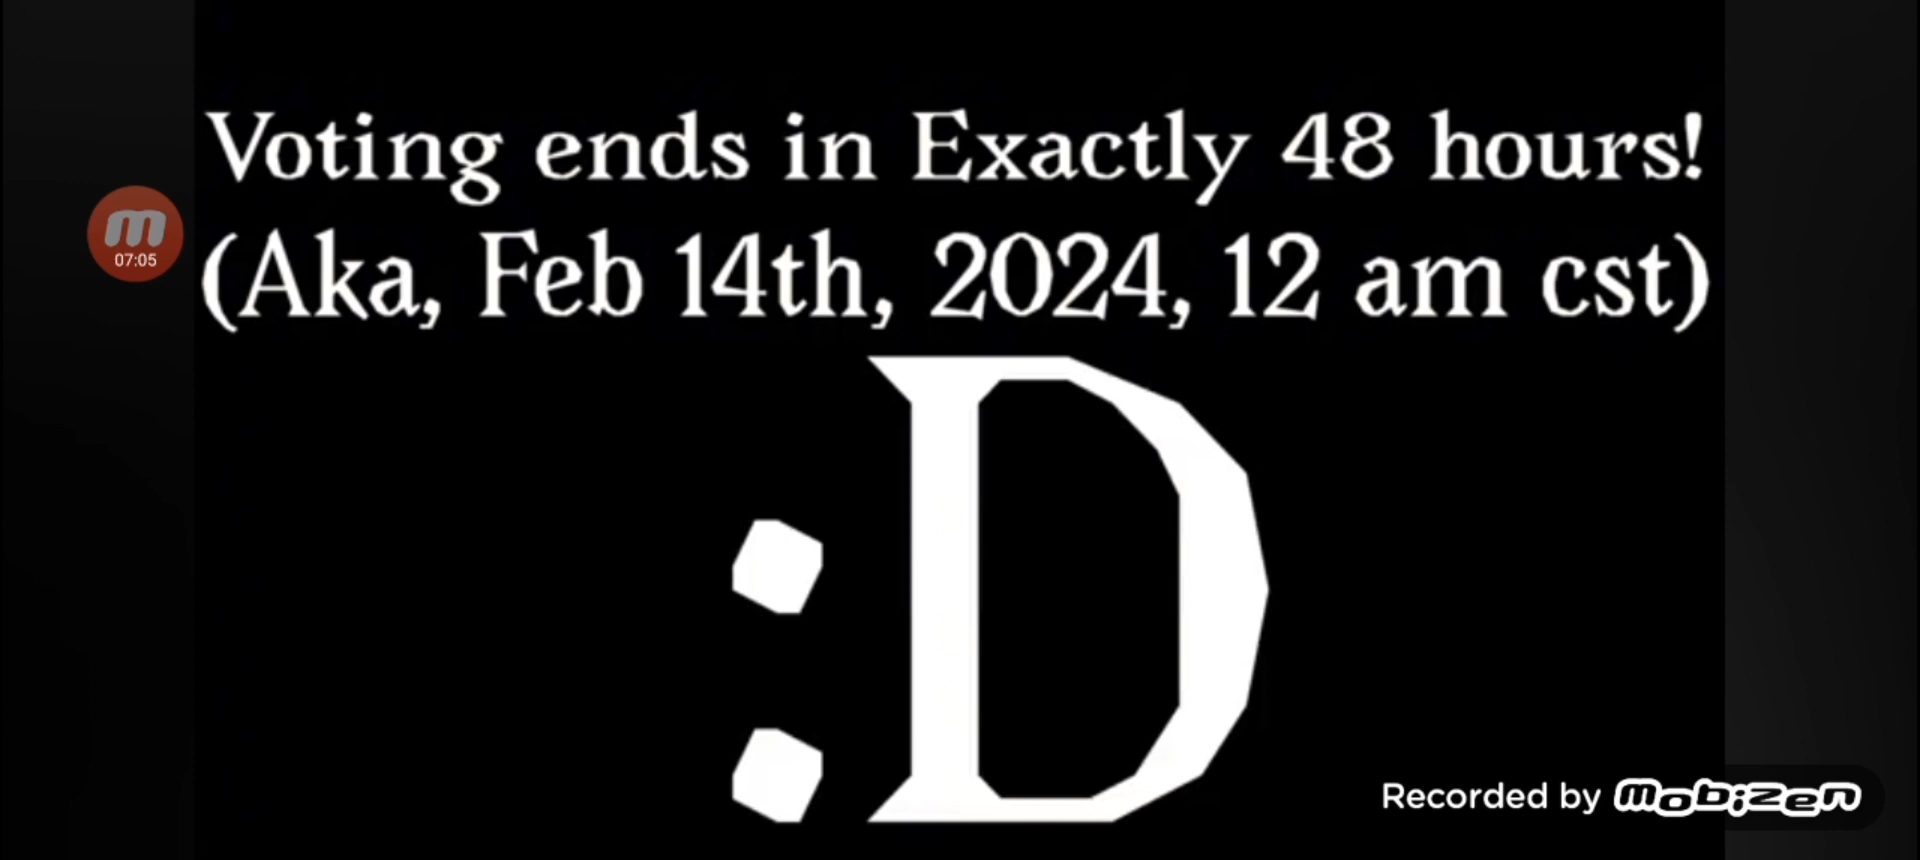 Voting ends in Exactly 48 hours!
m
07:05
(Aka, Feb 14th, 2024, 12 am cst)
:D
Recorded by mobizen